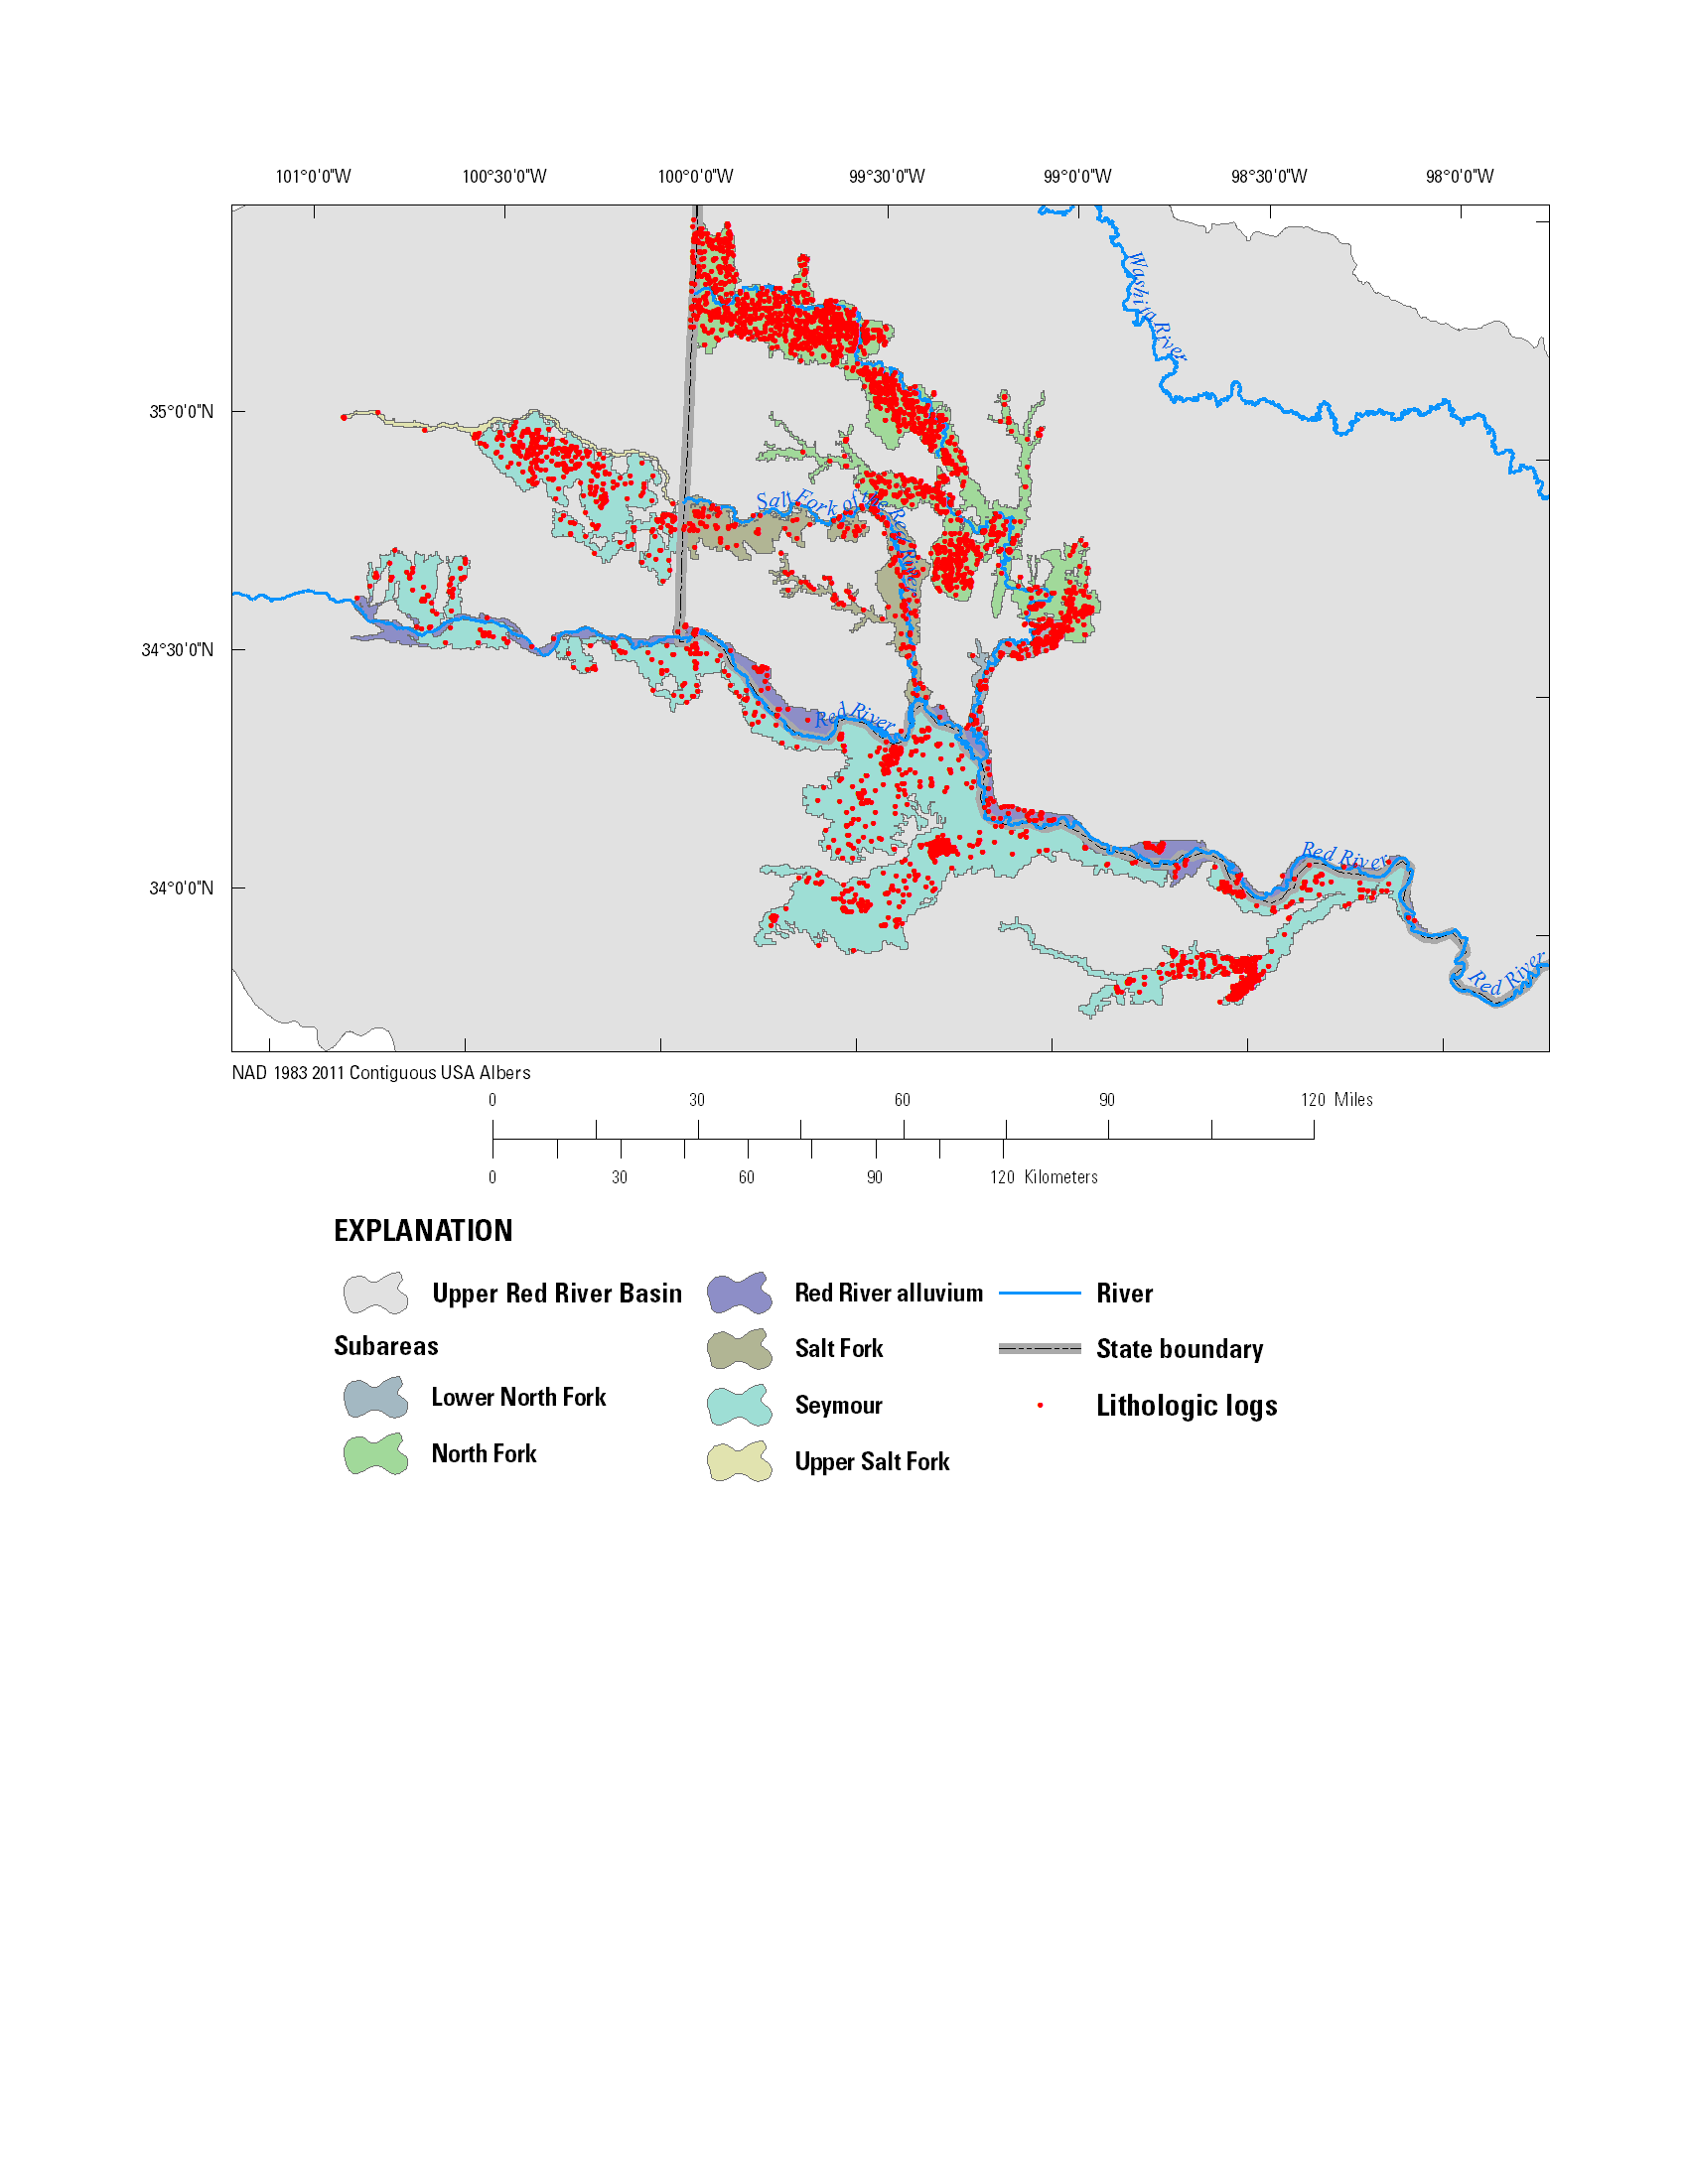 101°0'0"W 100°30'0"W 100°0'0"W 99°30'0"W 99°0'0"W 98°30'0"W 98°0'0"W
Washita River
35°0'0"N
Salt Fork of the Red River
34°30'0"N
Red River
Red River
34°0'0"N
Red River
NAD 1983 2011 Contiguous USA Albers
0 30 60 90 120 Miles
0 30 60 90 120 Kilometers
EXPLANATION
Upper Red River Basin
Subareas
Lower North Fork
North Fork
Red River alluvium
Salt Fork
Seymour
Upper Salt Fork
River
State boundary
Lithologic logs